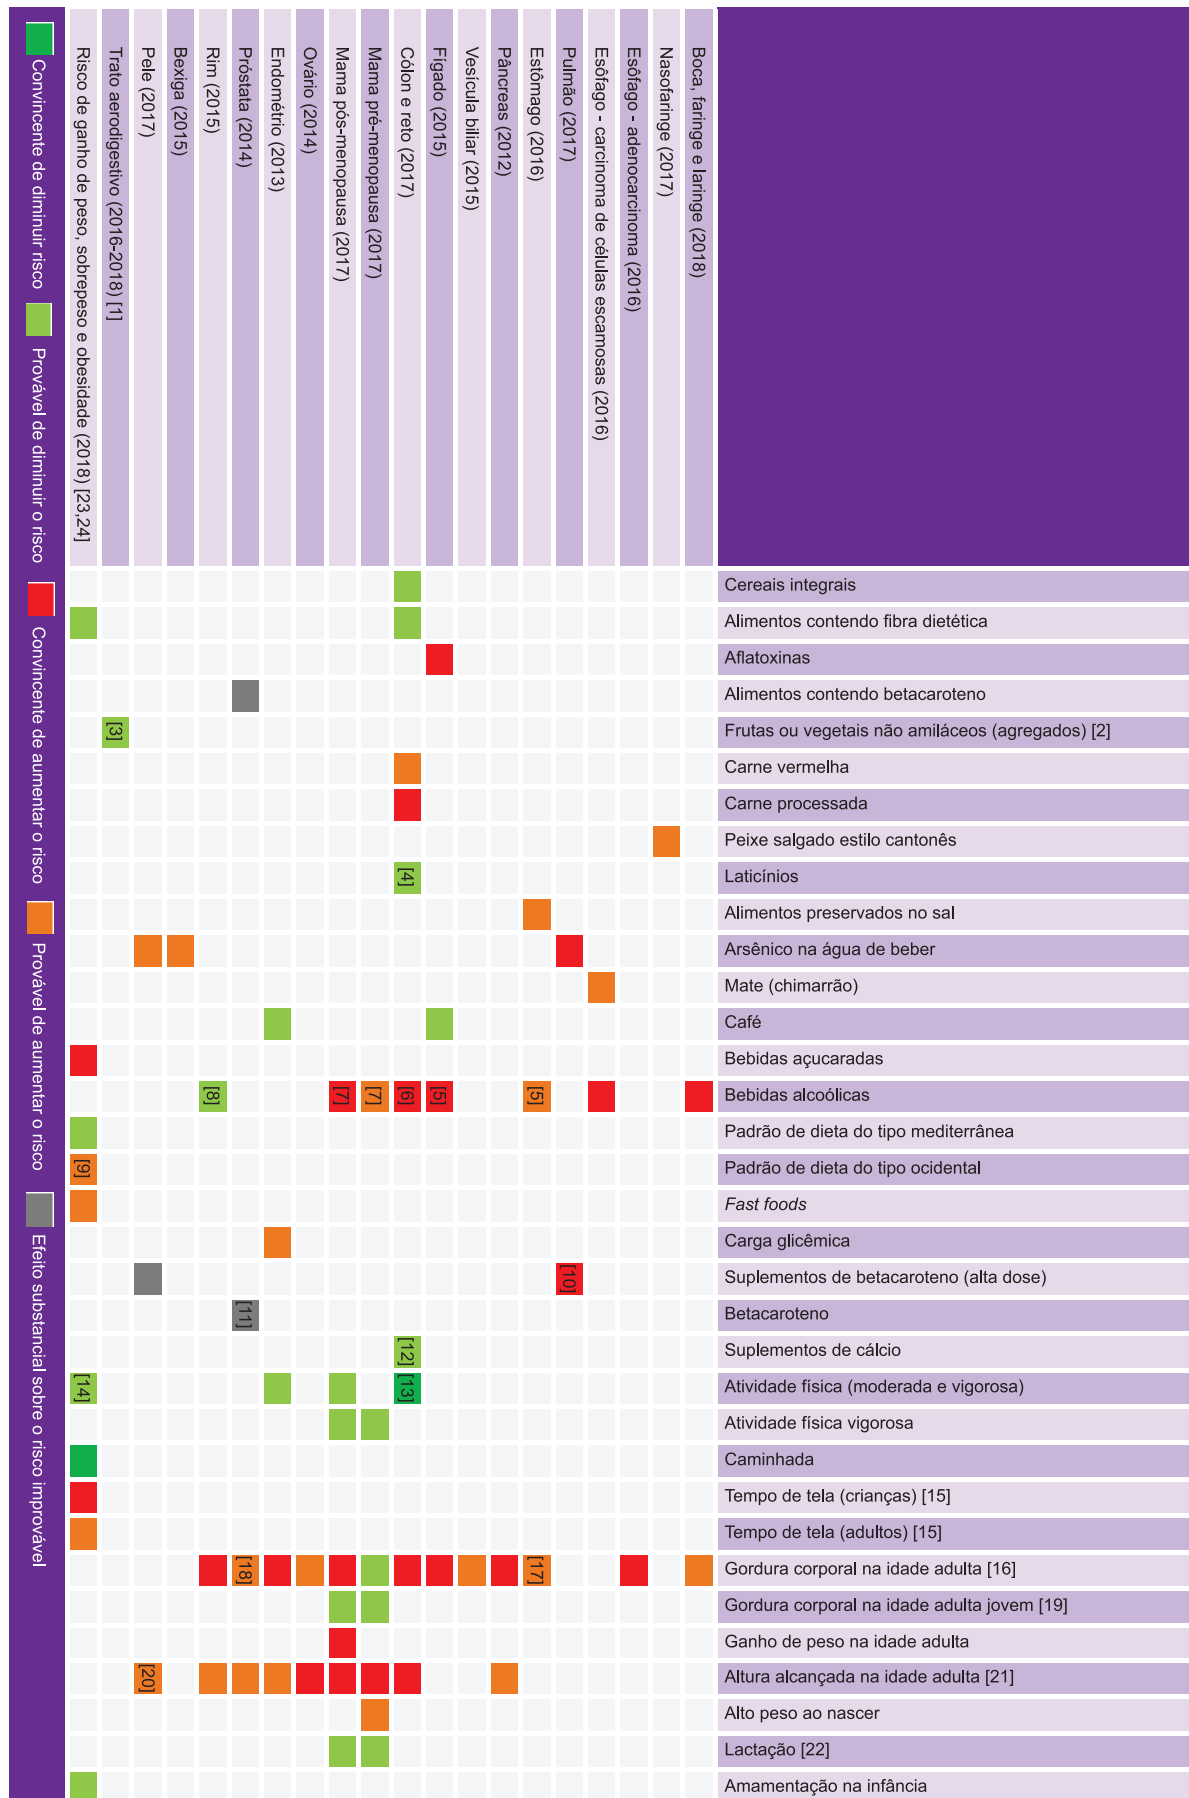 Boca, faringe e laringe (2018)
Nasofaringe (2017)
Esôfago - adenocarcinoma (2016)
Esôfago - carcinoma de células escamosas (2016)
Pulmão (2017)
Estômago (2016)
Pâncreas (2012)
Vesícula biliar (2015)
Fígado (2015)
Cólon e reto (2017)
Mama pré-menopausa (2017)
Mama pós-menopausa (2017)
Ovário (2014)
Endométrio (2013)
Próstata (2014)
Rim (2015)
Bexiga (2015)
Pele (2017)
Trato aerodigestivo (2016-2018) [1]
Risco de ganho de peso, sobrepeso e obesidade (2018) [23,24]
Cereais integrais
Alimentos contendo fibra dietética
Aflatoxinas
Alimentos contendo betacaroteno
[3] Frutas ou vegetais não amiláceos (agregados) [2]
Carne vermelha
Carne processada
Peixe salgado estilo cantonês
[4] Laticínios
Alimentos preservados no sal
Arsênico na água de beber
Mate (chimarrão)
Café
Bebidas açucaradas
[8] [7] [7] [6] [5] [5] Bebidas alcoólicas
Padrão de dieta do tipo mediterrânea
[9] Padrão de dieta do tipo ocidental
Fast foods
Carga glicêmica
[10] Suplementos de betacaroteno (alta dose)
[11] Betacaroteno
[12] Suplementos de cálcio
[14] [13] Atividade física (moderada e vigorosa)
Atividade física vigorosa
Caminhada
Tempo de tela (crianças) [15]
Tempo de tela (adultos) [15]
[18] [17] Gordura corporal na idade adulta [16]
Gordura corporal na idade adulta jovem [19]
Ganho de peso na idade adulta
[20] Altura alcançada na idade adulta [21]
Alto peso ao nascer
Lactação [22]
Amamentação na infância
Convincente de diminuir risco
Provável de diminuir o risco
Convincente de aumentar o risco
Provável de aumentar o risco
Efeito substancial sobre o risco improvável